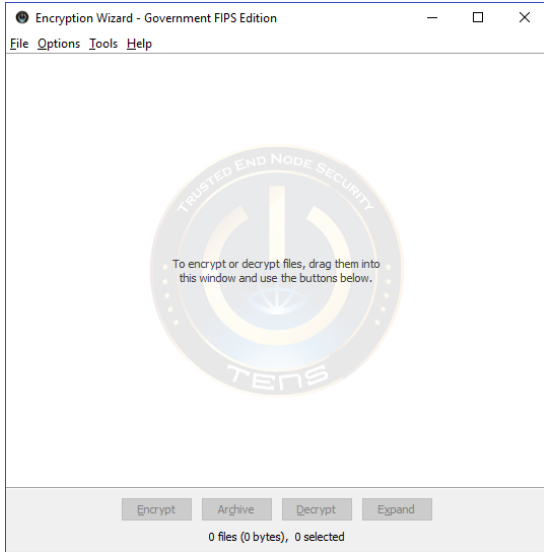 Encryption Wizard - Government FIPS Edition
File Options Tools Help
TRUSTED END NODE SECURITY
To encrypt or decrypt files, drag them into
this window and use the buttons below.
TENS
Encrypt Archive Decrypt Expand
0 files (0 bytes), 0 selected